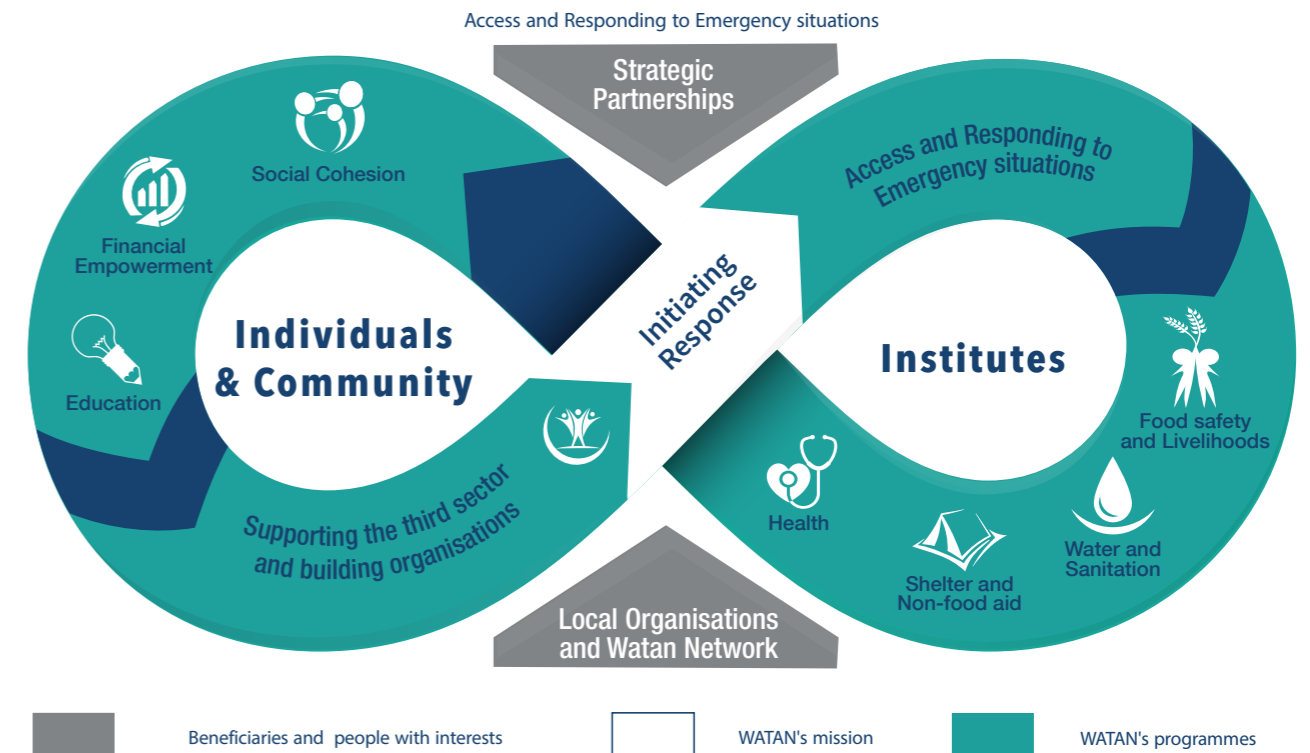 Access and Responding to Emergency situations
Strategic
Partnerships
Social Cohesion
Financial
Empowerment
Education
Individuals
& Community
Supporting the third sector
and building organisations
Initiating
Response
Access and Responding to
Emergency situations
Institutes
Food safety
and Livelihoods
Water and
Sanitation
Shelter and
Non-food aid
Health
Local Organisations
and Watan Network
Beneficiaries and people with interests
WATAN's mission
WATAN's programmes